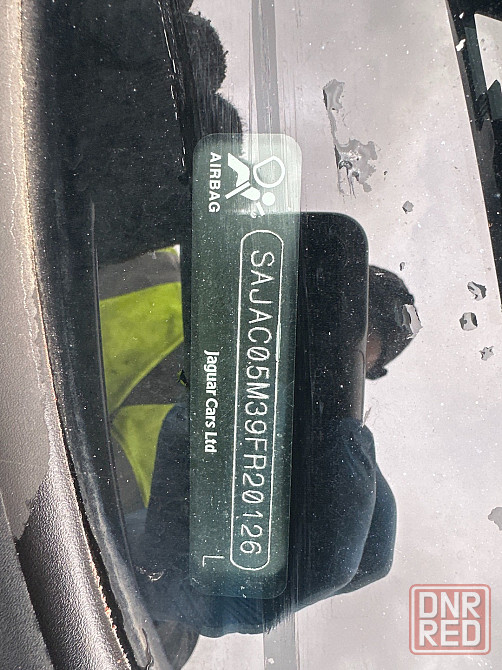 AIRBAG
SAJAC05M39FR20126
Jaguar Cars Ltd
L
DNR
RED